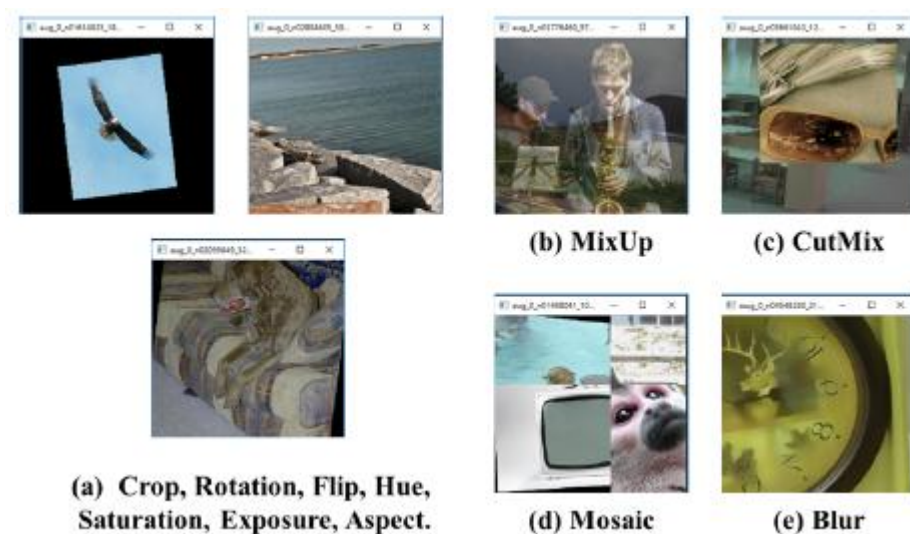 (a) Crop, Rotation, Flip, Hue,
Saturation, Exposure, Aspect.
(b) MixUp
(c) CutMix
(d) Mosaic
(e) Blur